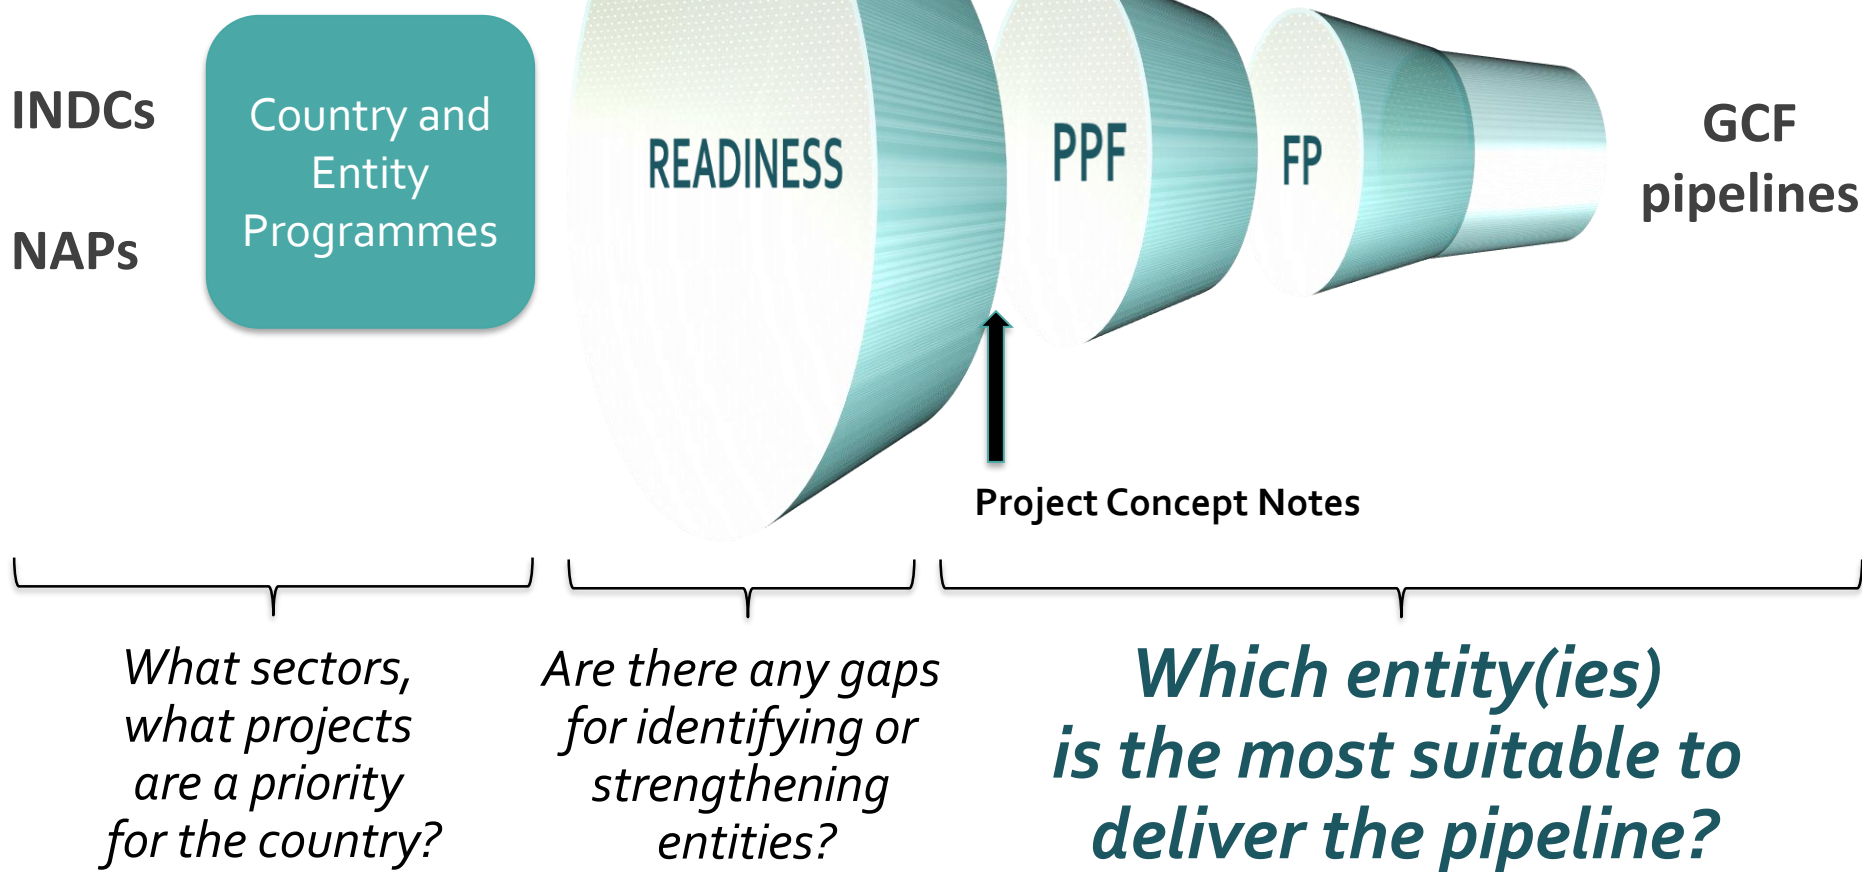 INDCs
NAPs
Country and
Entity
Programmes
READINESS
PPF
FP
GCF
pipelines
Project Concept Notes
What sectors,
what projects
are a priority
for the country?
Are there any gaps
for identifying or
strengthening
entities?
Which entity(ies)
is the most suitable to
deliver the pipeline?